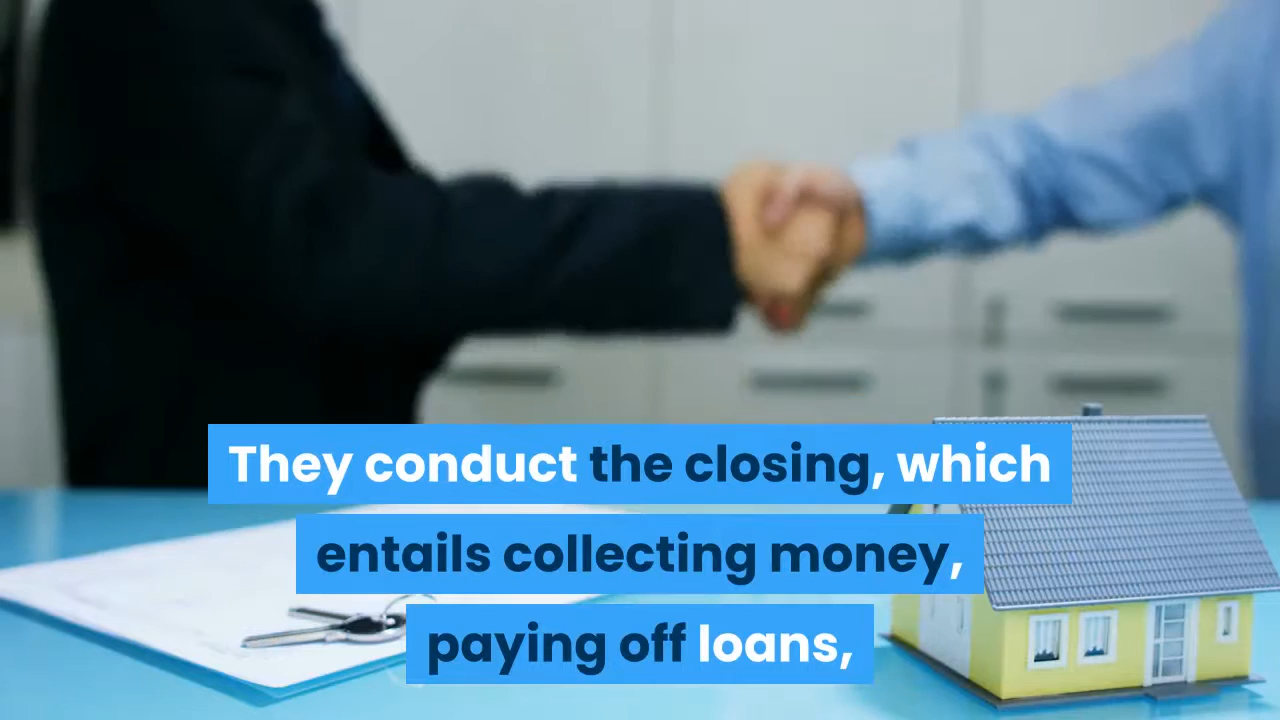 They conduct the closing, which
entails collecting money,
paying off loans,